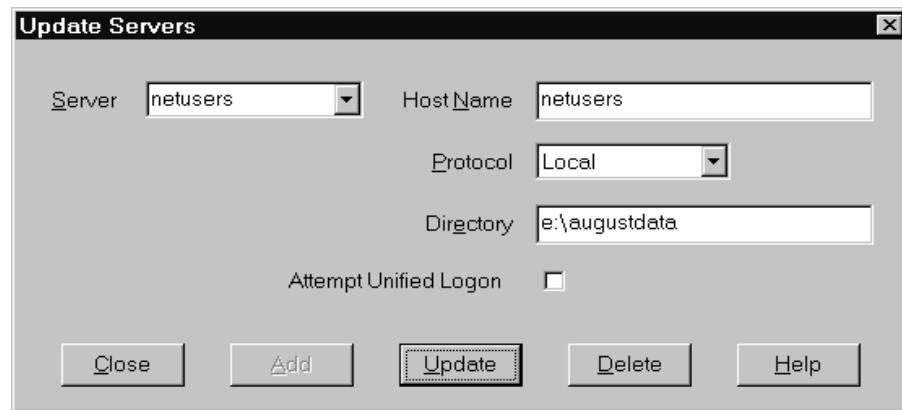 Update Servers
Server netusers Host Name netusers
Protocol Local
Directory e:\augustdata
Attempt Unified Logon
Close Add Update Delete Help